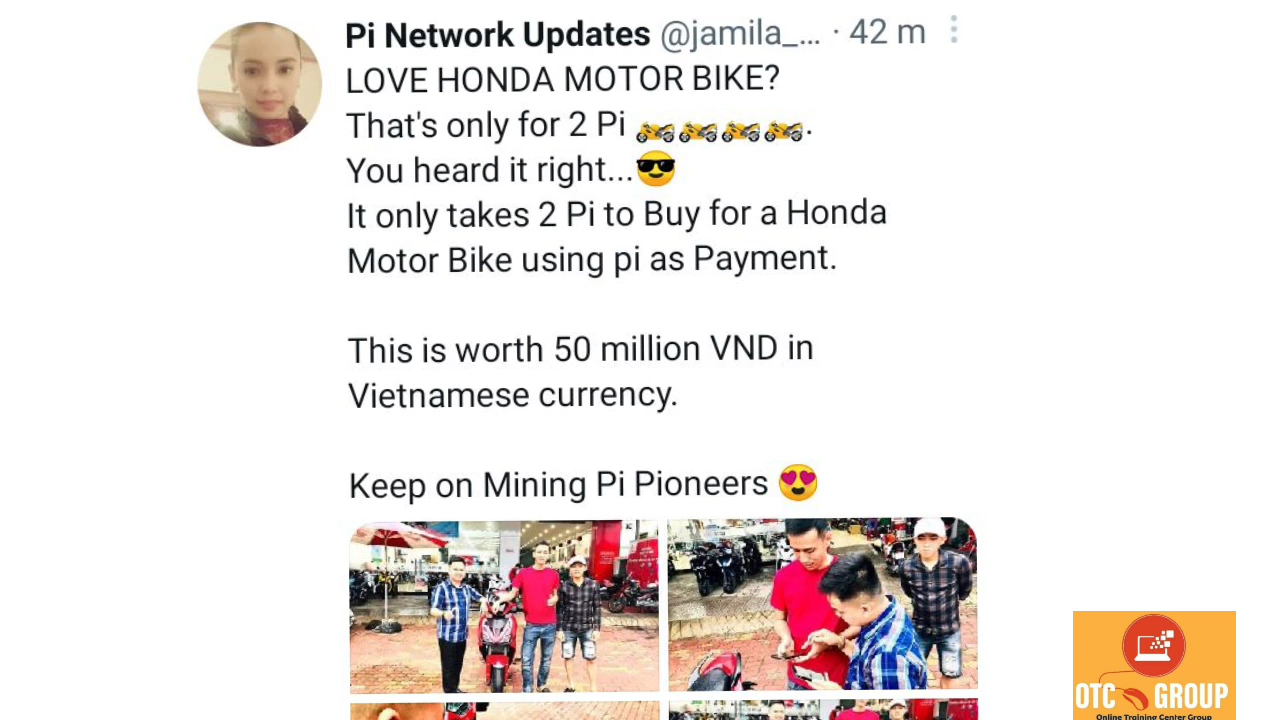 Pi Network Updates @jamila_... · 42 m
LOVE HONDA MOTOR BIKE?
That's only for 2 Pi 🏍️🏍️🏍️🏍️.
You heard it right...😎
It only takes 2 Pi to Buy for a Honda
Motor Bike using pi as Payment.
This is worth 50 million VND in
Vietnamese currency.
Keep on Mining Pi Pioneers 😍
OTC GROUP
Online Training Center Group